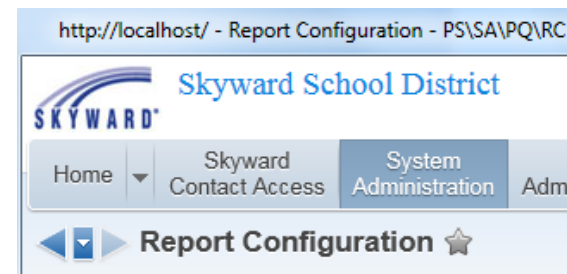 http://localhost/ - Report Configuration - PS\SA\PQ\RC
SKYWARD
Skyward School District
Home
Skyward
Contact Access
System
Administration
Adm
Report Configuration